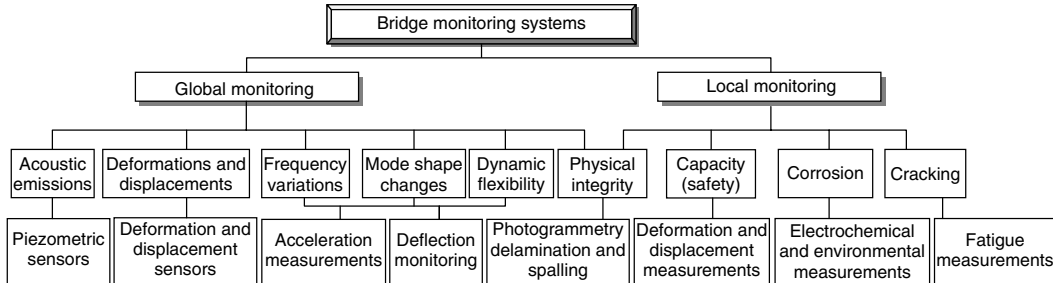 Bridge monitoring systems
Global monitoring
Local monitoring
Acoustic
emissions
Deformations and
displacements
Frequency
variations
Mode shape
changes
Dynamic
flexibility
Physical
integrity
Capacity
(safety)
Corrosion
Cracking
Piezometric
sensors
Deformation and
displacement
sensors
Acceleration
measurements
Deflection
monitoring
Photogrammetry
delamination and
spalling
Deformation and
displacement
measurements
Electrochemical
and environmental
measurements
Fatigue
measurements